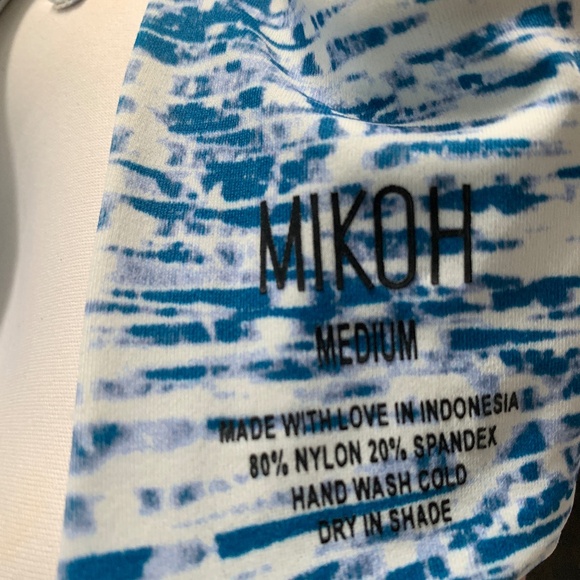 MIKOH
MEDIUM
MADE WITH LOVE IN INDONESIA
80% NYLON 20% SPANDEX
HAND WASH COLD
DRY IN SHADE